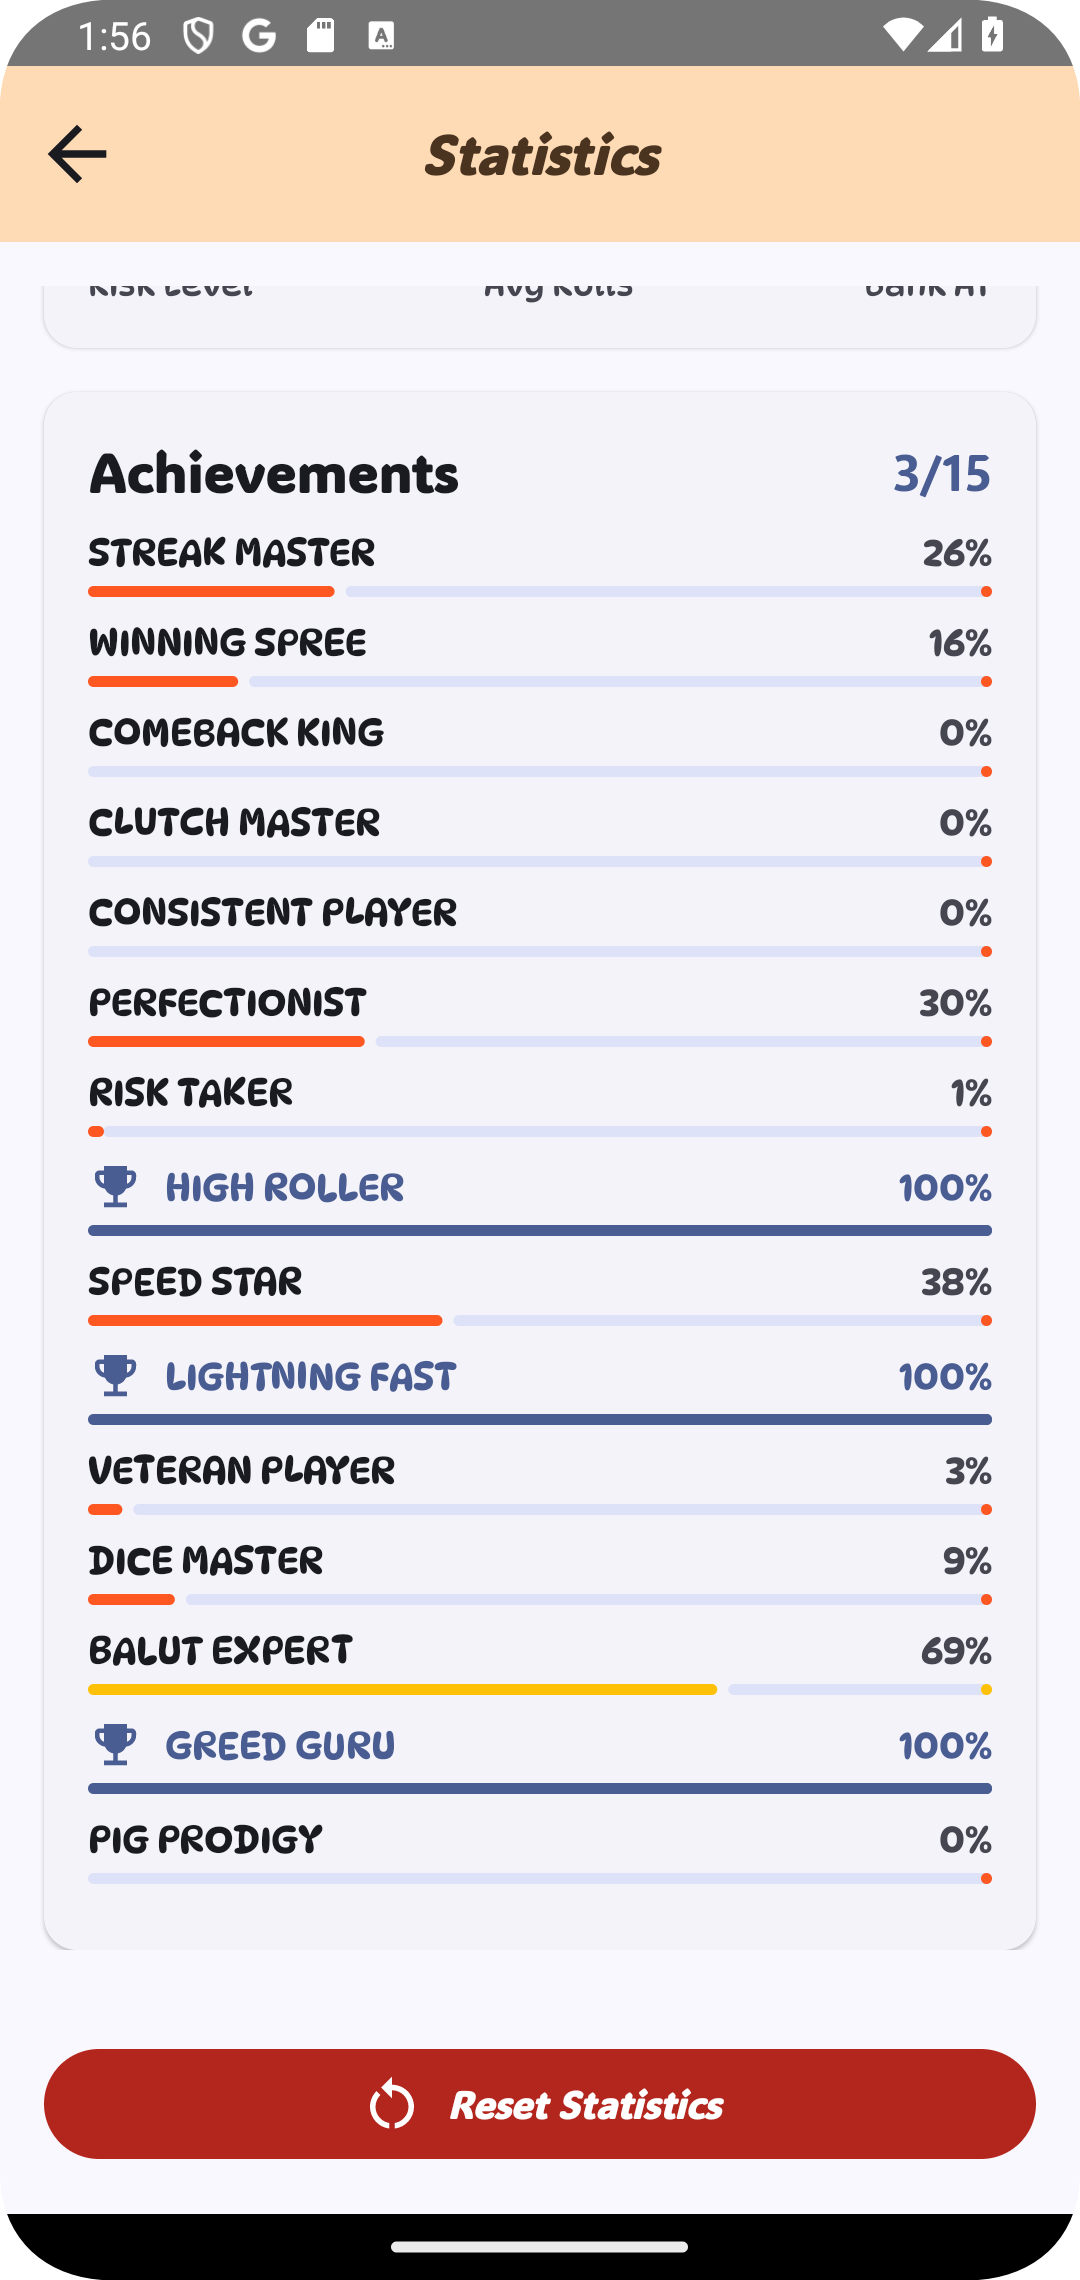 1:56
Statistics
Risk Level Avg Rolls Bank At
Achievements 3/15
STREAK MASTER 26%
WINNING SPREE 16%
COMEBACK KING 0%
CLUTCH MASTER 0%
CONSISTENT PLAYER 0%
PERFECTIONIST 30%
RISK TAKER 1%
HIGH ROLLER 100%
SPEED STAR 38%
LIGHTNING FAST 100%
VETERAN PLAYER 3%
DICE MASTER 9%
BALUT EXPERT 69%
GREED GURU 100%
PIG PRODIGY 0%
Reset Statistics